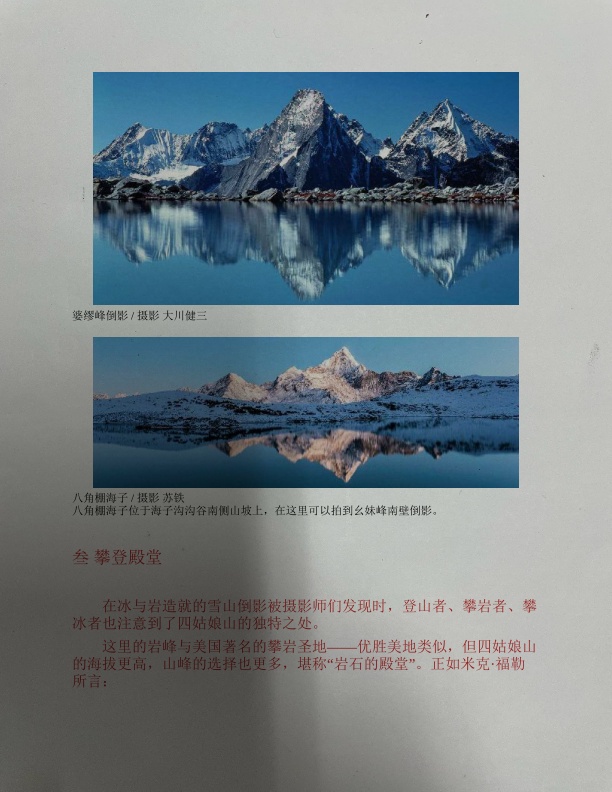 婆缪峰倒影 / 摄影 大川健三
八角棚海子 / 摄影 苏铁
八角棚海子位于海子沟沟谷南侧山坡上，在这里可以拍到幺妹峰南壁倒影。
叁 攀登殿堂
在冰与岩造就的雪山倒影被摄影师们发现时，登山者、攀岩者、攀
冰者也注意到了四姑娘山的独特之处。
这里的岩峰与美国著名的攀岩圣地——优胜美地类似，但四姑娘山
的海拔更高，山峰的选择也更多，堪称“岩石的殿堂”。正如米克·福勒
所言：